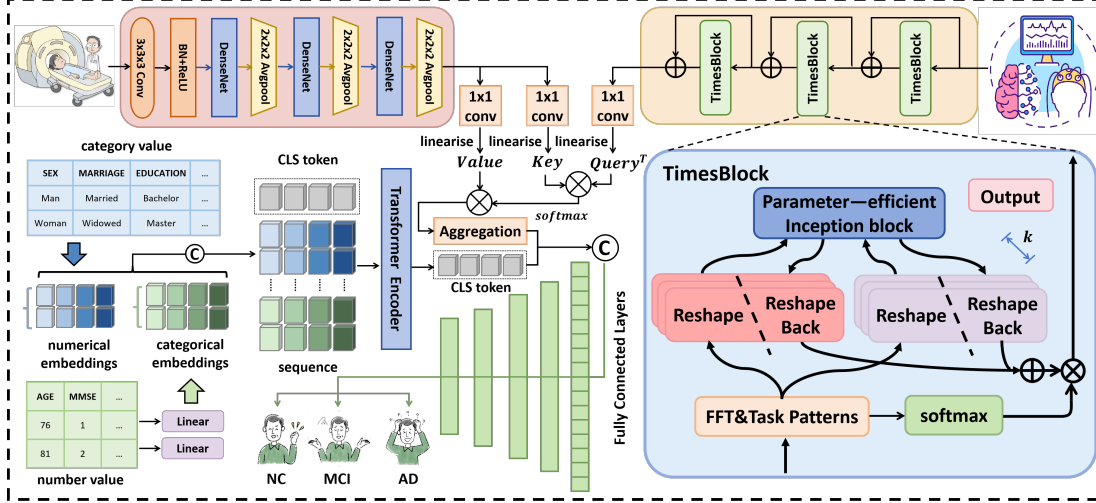 3x3x3 Conv
BN+ReLU
DenseNet
2x2x2 Avgpool
DenseNet
2x2x2 Avgpool
DenseNet
2x2x2 Avgpool
TimesBlock
TimesBlock
TimesBlock
1x1
conv
1x1
conv
1x1
conv
linearise
linearise
linearise
Value
Key
Query^T
softmax
category value
SEX MARRIAGE EDUCATION ...
Man Married Bachelor ...
Woman Widowed Master ...
C
CLS token
Transformer Encoder
Aggregation
CLS token
C
numerical
embeddings
categorical
embeddings
sequence
AGE MMSE ...
76 1 ...
81 2 ...
number value
Linear
Linear
NC
MCI
AD
Fully Connected Layers
TimesBlock
Parameter—efficient
Inception block
Output
k
Reshape
Reshape
Back
Reshape
Reshape
Back
FFT&Task Patterns
softmax